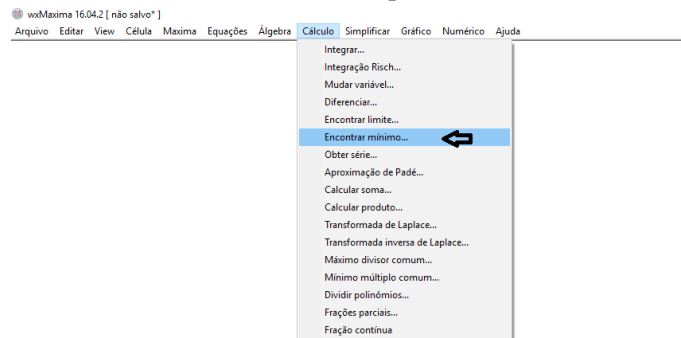 wxMaxima 16.04.2 [ não salvo* ]
Arquivo Editar View Célula Maxima Equações Álgebra Cálculo Simplificar Gráfico Numérico Ajuda
Integrar...
Integração Risch...
Mudar variável...
Diferenciar...
Encontrar limite...
Encontrar mínimo...
Obter série...
Aproximação de Padé...
Calcular soma...
Calcular produto...
Transformada de Laplace...
Transformada inversa de Laplace...
Máximo divisor comum...
Mínimo múltiplo comum...
Dividir polinômios...
Frações parciais...
Fração contínua